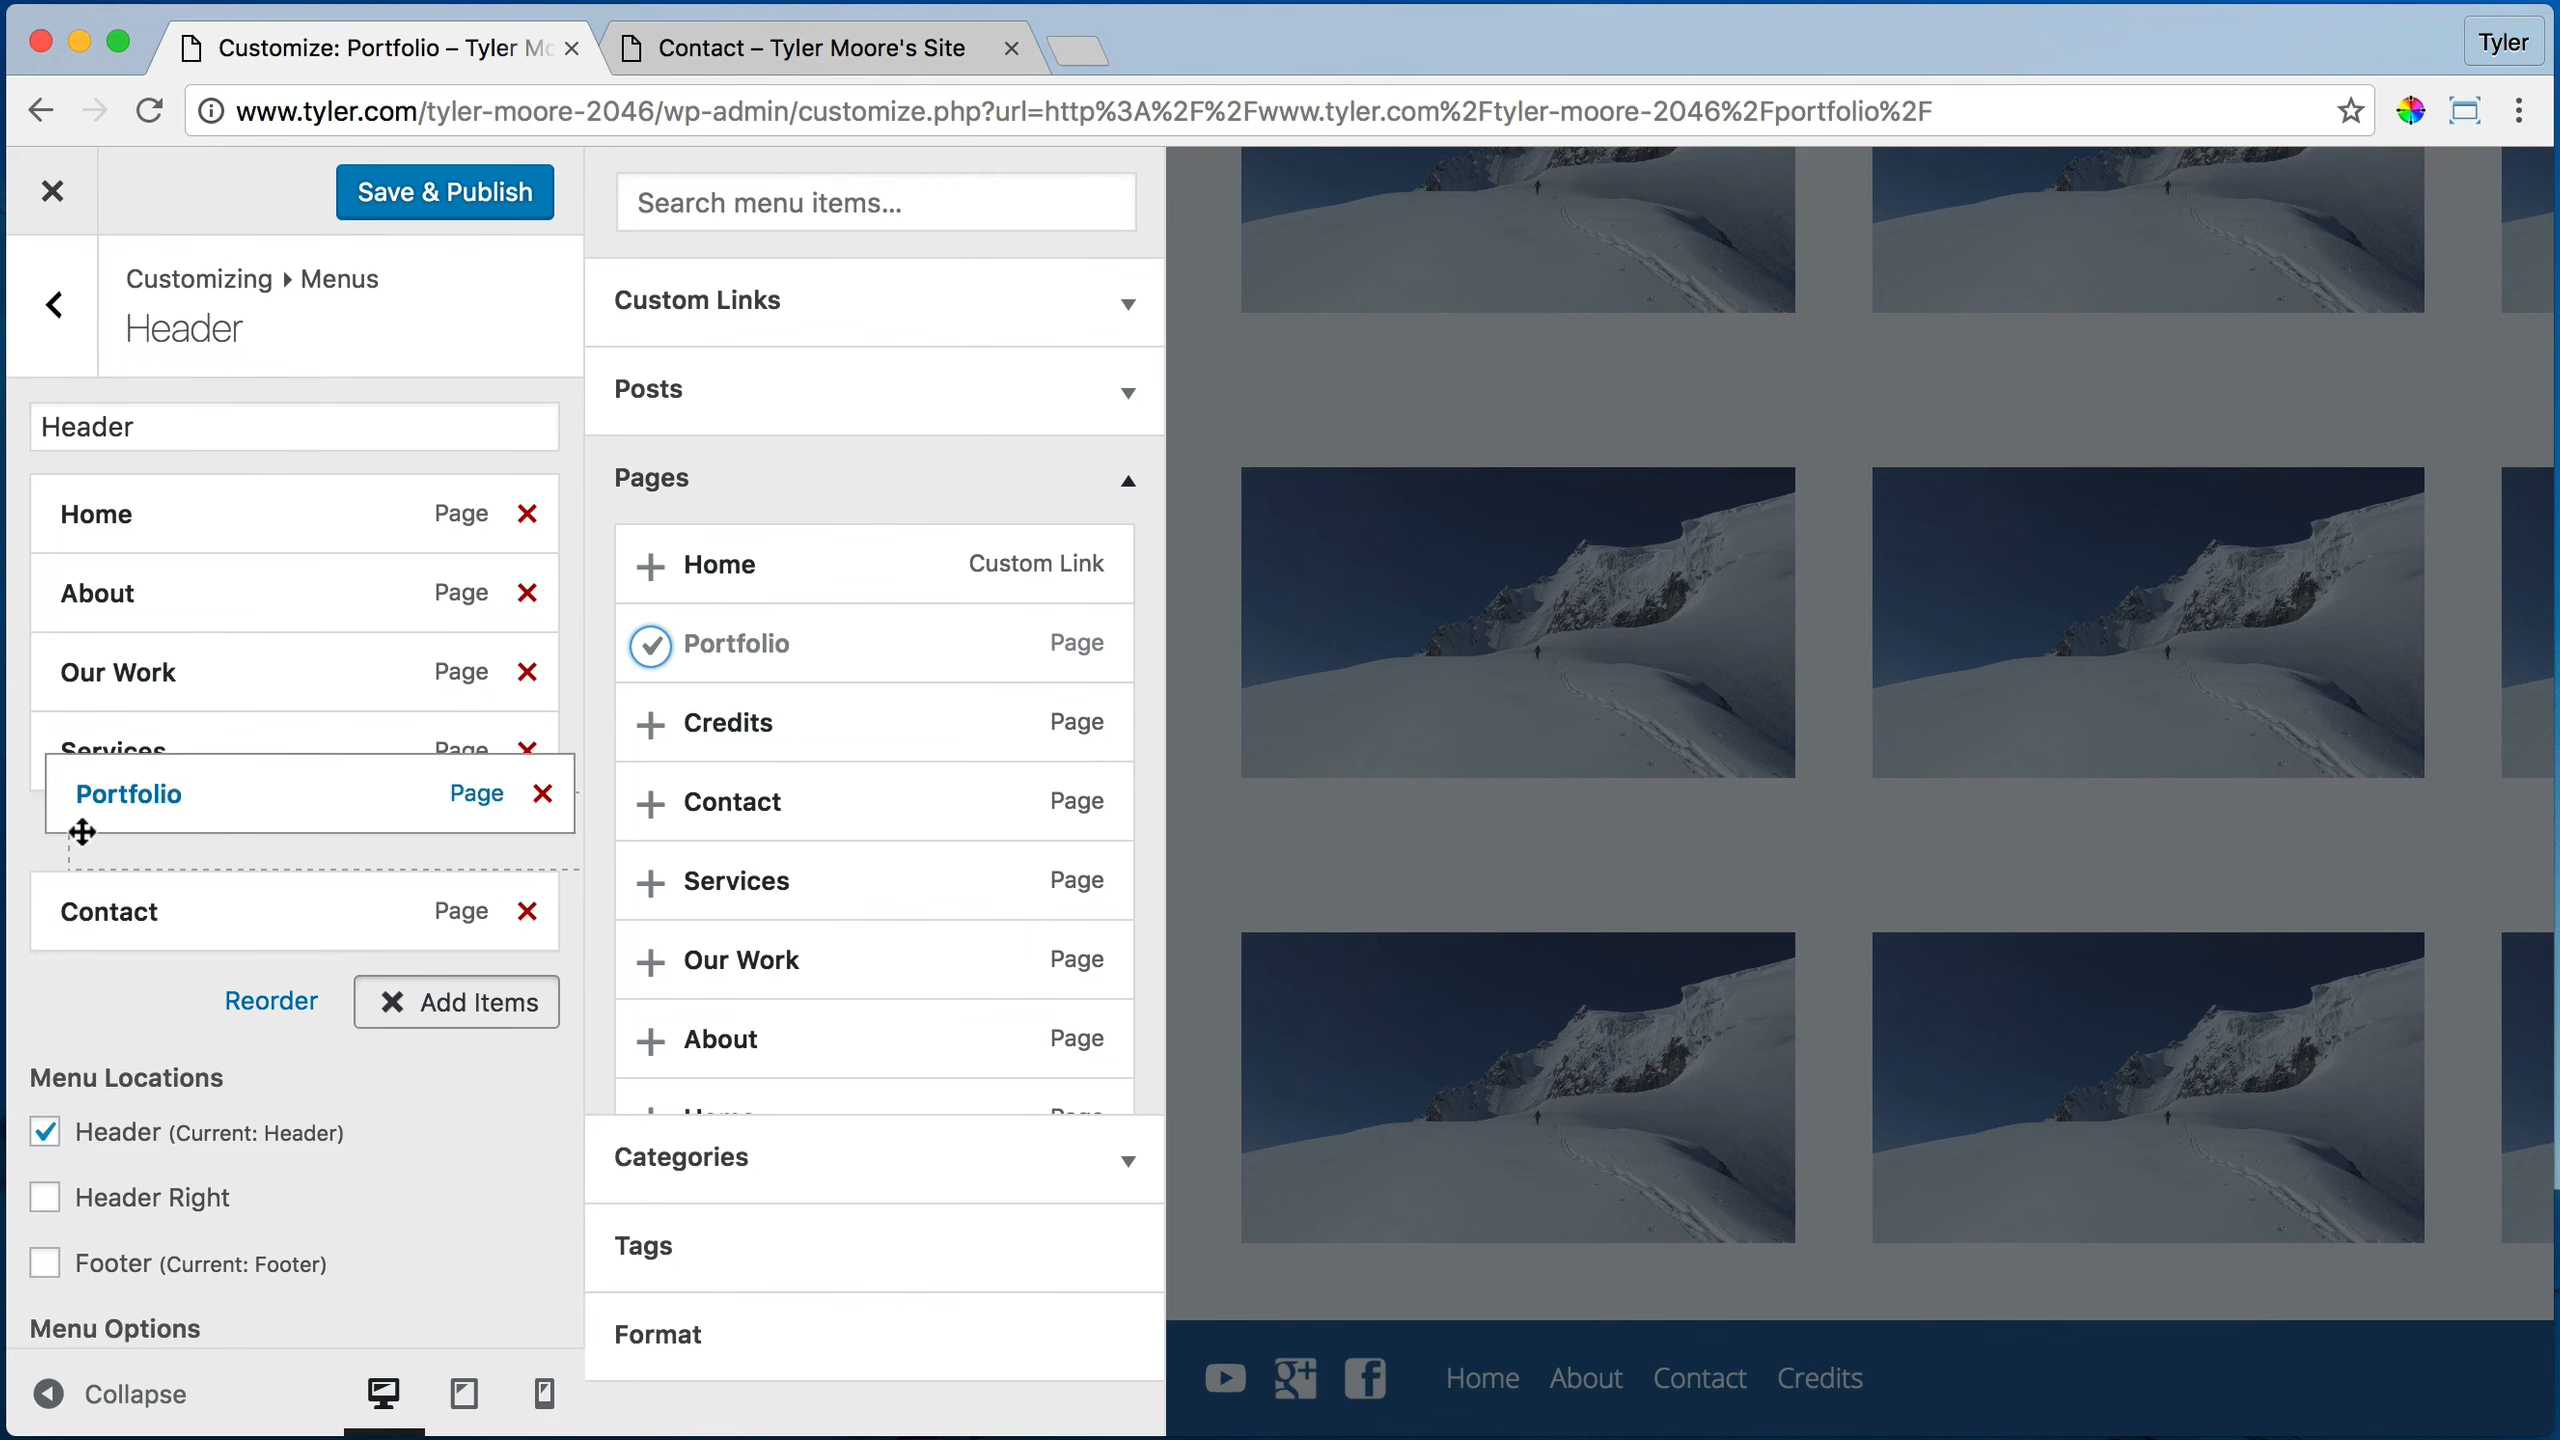 Customize: Portfolio – Tyler Mo
Contact – Tyler Moore's Site
Tyler
www.tyler.com/tyler-moore-2046/wp-admin/customize.php?url=http%3A%2F%2Fwww.tyler.com%2Ftyler-moore-2046%2Fportfolio%2F
Save & Publish
Customizing ▸ Menus
Header
Header
Home Page
About Page
Our Work Page
Services Page
Portfolio Page
Contact Page
Reorder
Add Items
Menu Locations
Header (Current: Header)
Header Right
Footer (Current: Footer)
Menu Options
Collapse
Search menu items...
Custom Links
Posts
Pages
Home Custom Link
Portfolio Page
Credits Page
Contact Page
Services Page
Our Work Page
About Page
Home Page
Categories
Tags
Format
Home About Contact Credits